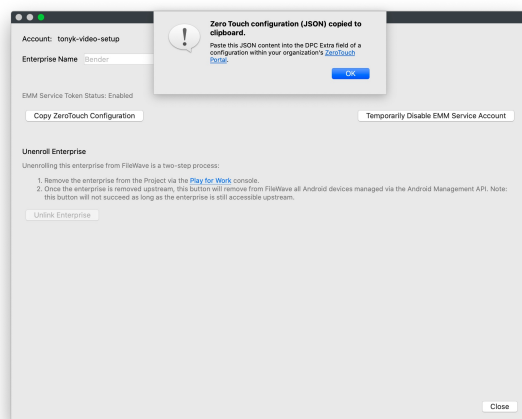 Zero Touch configuration (JSON) copied to
clipboard.
Paste this JSON content into the DPC Extra field of a
configuration within your organization's ZeroTouch
Portal.
OK
Account: tonyk-video-setup
Enterprise Name Bender
EMM Service Token Status: Enabled
Copy ZeroTouch Configuration
Temporarily Disable EMM Service Account
Unenroll Enterprise
Unenrolling this enterprise from FileWave is a two-step process:
1. Remove the enterprise from the Project via the Play for Work console.
2. Once the enterprise is removed upstream, this button will remove from FileWave all Android devices managed via the Android Management API. Note:
this button will not succeed as long as the enterprise is still accessible upstream.
Unlink Enterprise
Close